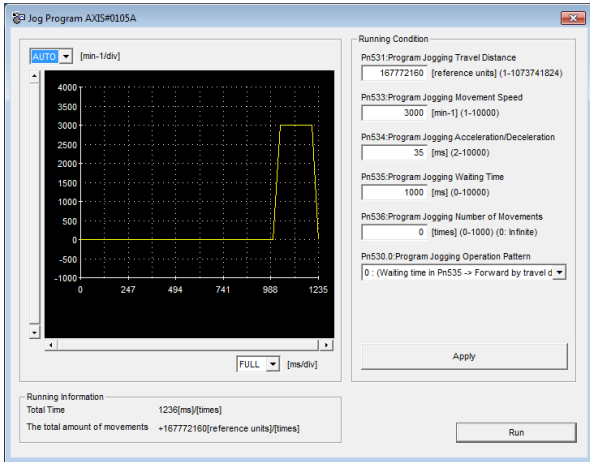 Jog Program AXIS#0105A
AUTO [min-1/div]
4000
3500
3000
2500
2000
1500
1000
500
0
-500
-1000
0 247 494 741 988 1235
FULL [ms/div]
Running Condition
Pn531:Program Jogging Travel Distance
167772160 [reference units] (1-1073741824)
Pn533:Program Jogging Movement Speed
3000 [min-1] (1-10000)
Pn534:Program Jogging Acceleration/Deceleration
35 [ms] (2-10000)
Pn535:Program Jogging Waiting Time
1000 [ms] (0-10000)
Pn536:Program Jogging Number of Movements
0 [times] (0-1000) (0: Infinite)
Pn530.0:Program Jogging Operation Pattern
0 : (Waiting time in Pn535 -> Forward by travel d
Apply
Running Information
Total Time 1236[ms]/[times]
The total amount of movements +167772160[reference units]/[times]
Run